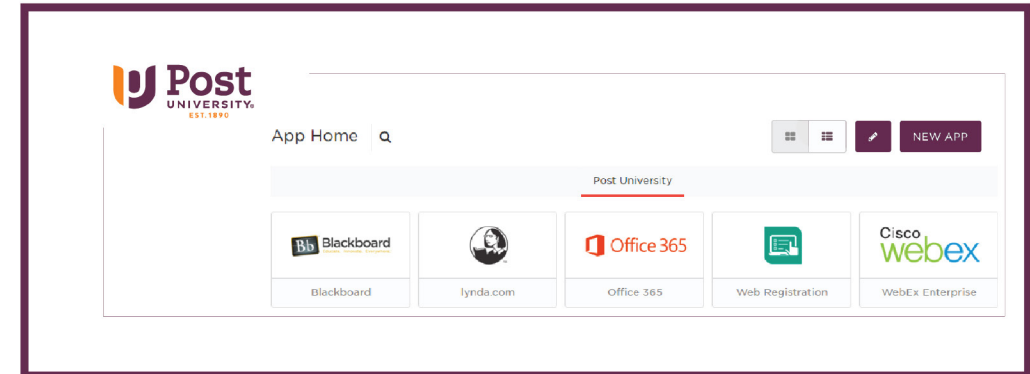 Post
UNIVERSITY®
EST.1890
App Home
NEW APP
Post University
Bb Blackboard
Office 365
Cisco
webex
Blackboard
lynda.com
Office 365
Web Registration
WebEx Enterprise